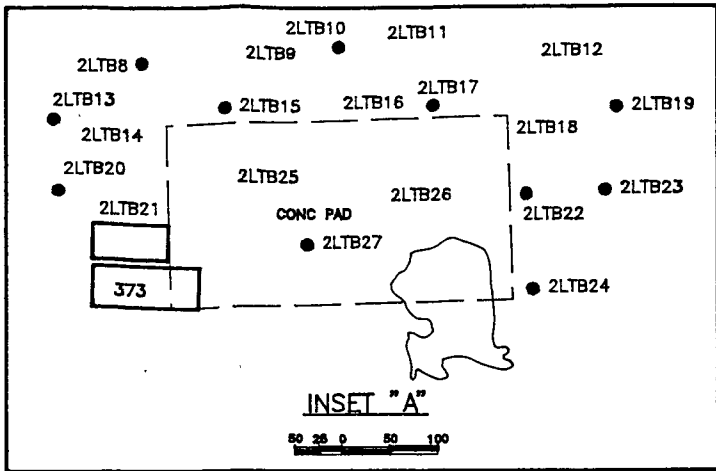 2LTB10
2LTB11
2LTB9
2LTB12
2LTB8
2LTB13
2LTB15
2LTB16
2LTB17
2LTB19
2LTB14
2LTB18
2LTB20
2LTB25
2LTB26
2LTB23
2LTB21
CONC PAD
2LTB22
2LTB27
373
2LTB24
INSET "A"
50 25 0 50 100